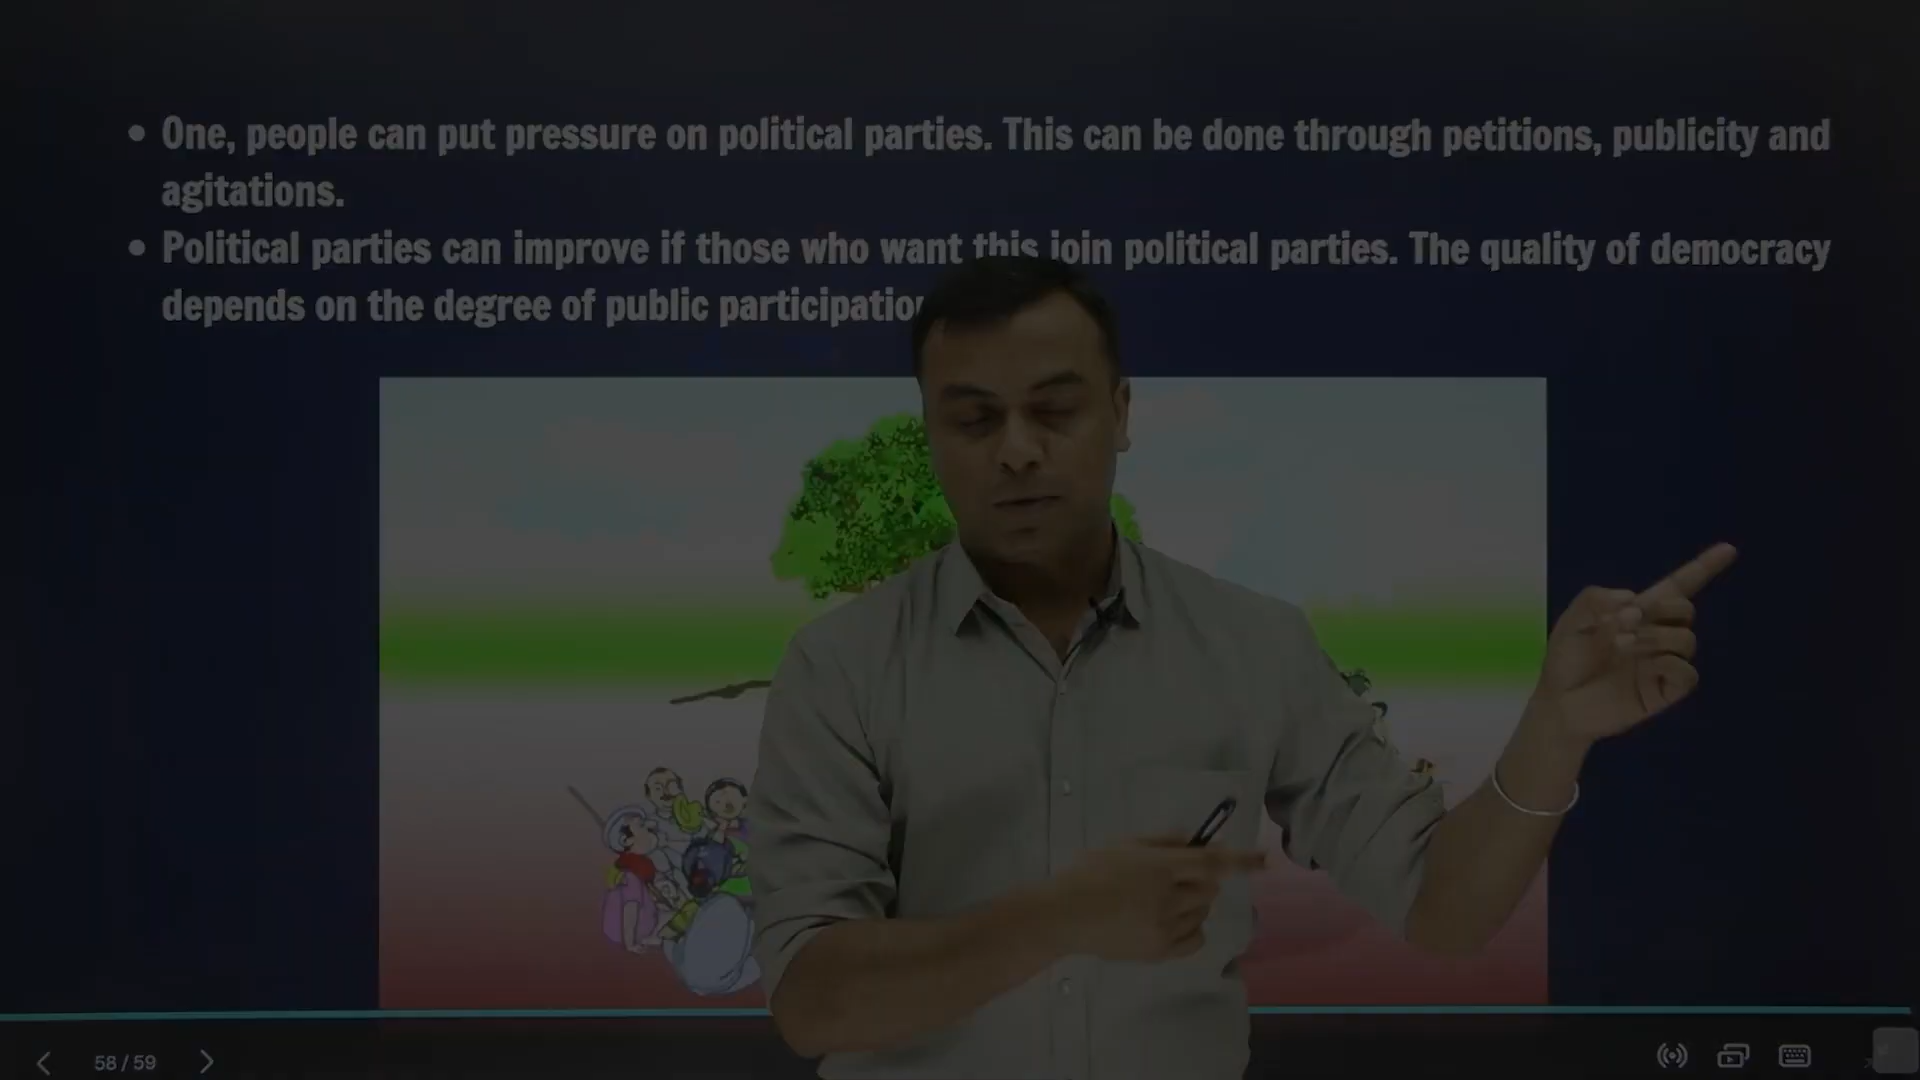 • One, people can put pressure on political parties. This can be done through petitions, publicity and
agitations.
• Political parties can improve if those who want this join political parties. The quality of democracy
depends on the degree of public participation
58 / 59